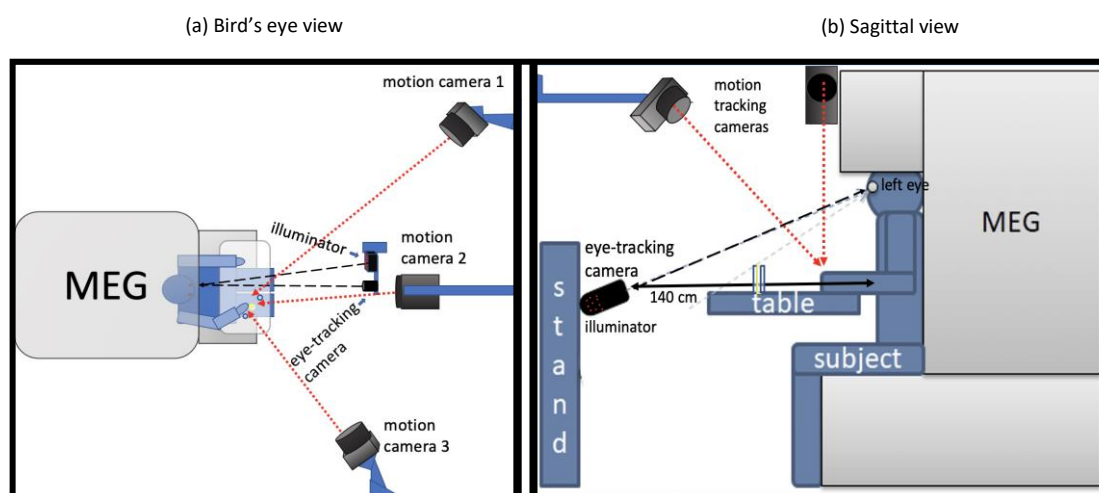 (a) Bird's eye view
(b) Sagittal view
motion camera 1
illuminator
motion
camera 2
MEG
eye-tracking
camera
motion
camera 3
motion
tracking
cameras
left eye
MEG
eye-tracking
camera
140 cm
illuminator
table
stand
subject